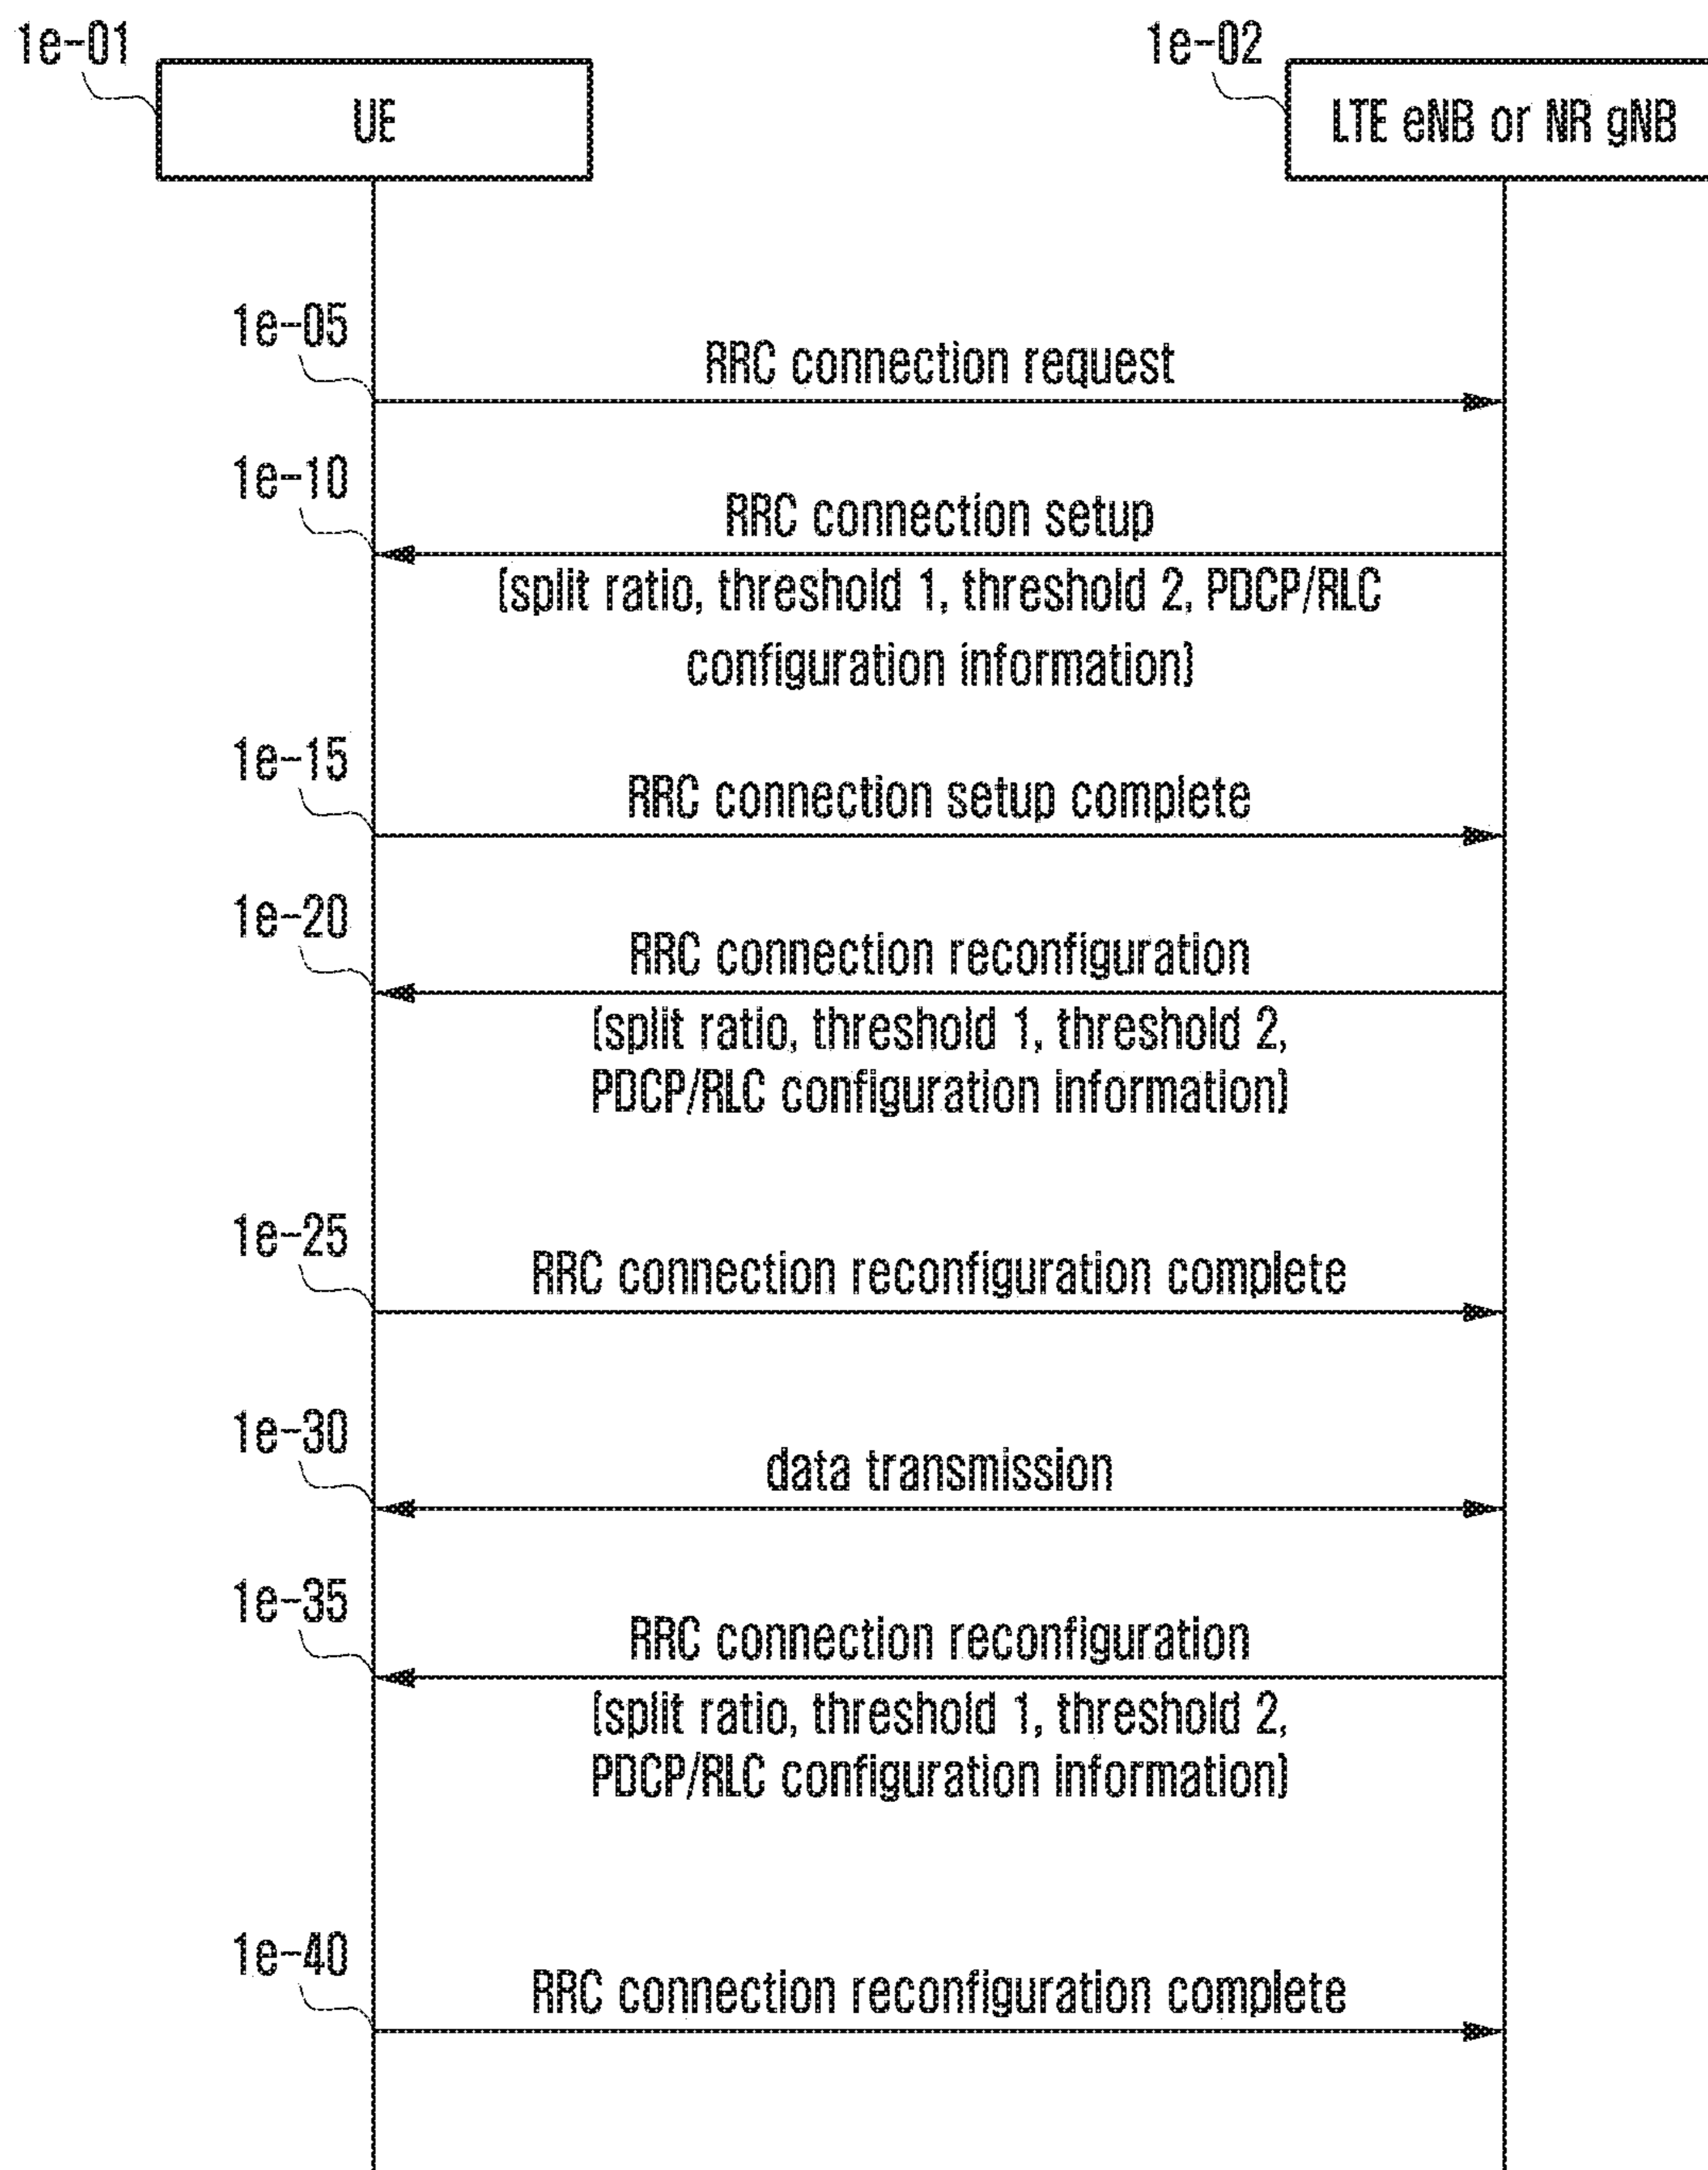 1e-01
1e-02
UE
LTE eNB or NR gNB
1e-05
RRC connection request
1e-10
RRC connection setup
(split ratio, threshold 1, threshold 2, PDCP/RLC
configuration information)
1e-15
RRC connection setup complete
1e-20
RRC connection reconfiguration
(split ratio, threshold 1, threshold 2,
PDCP/RLC configuration information)
1e-25
RRC connection reconfiguration complete
1e-30
data transmission
1e-35
RRC connection reconfiguration
(split ratio, threshold 1, threshold 2,
PDCP/RLC configuration information)
1e-40
RRC connection reconfiguration complete